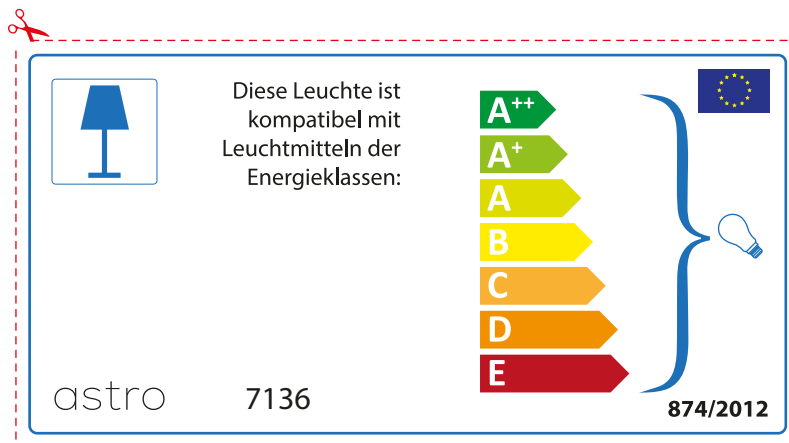 Diese Leuchte ist
kompatibel mit
Leuchtmitteln der
Energieklassen:
A++
A+
A
B
C
D
E
astro
7136
874/2012